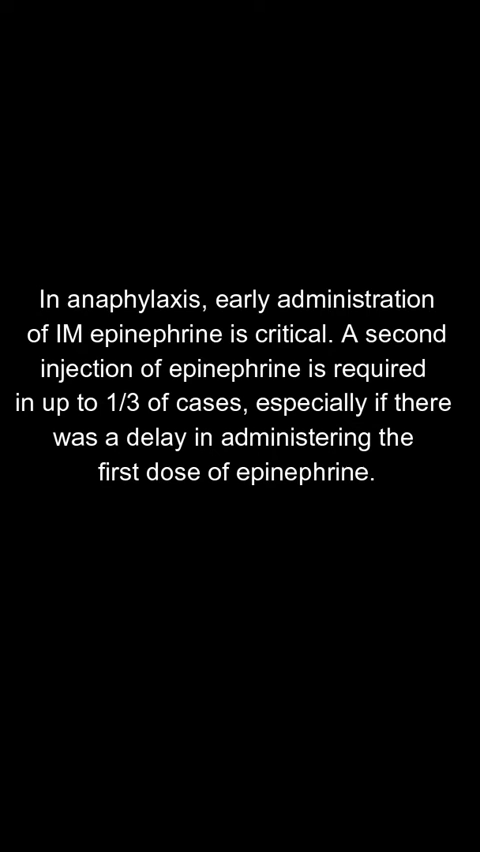 In anaphylaxis, early administration
of IM epinephrine is critical. A second
injection of epinephrine is required
in up to 1/3 of cases, especially if there
was a delay in administering the
first dose of epinephrine.